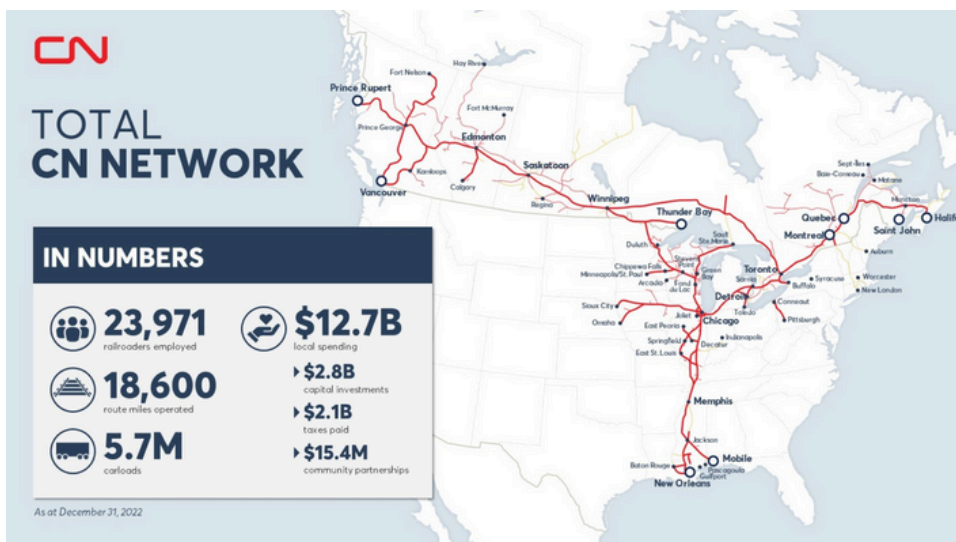 CN
TOTAL
CN NETWORK
IN NUMBERS
23,971
railroaders employed
18,600
route miles operated
5.7M
carloads
$12.7B
local spending
$2.8B
capital investments
$2.1B
taxes paid
$15.4M
community partnerships
As at December 31, 2022
Hay River
Fort Nelson
Prince Rupert
Fort McMurray
Prince George
Edmonton
Saskatoon
Kamloops
Calgary
Vancouver
Regina
Winnipeg
Thunder Bay
Sept-Îles
Baie-Comeau
Matane
Moncton
Quebec
Halif
Saint John
Montreal
Duluth
Sault
Ste. Marie
Stevens
Point
Chippewa Falls
Minneapolis/St. Paul
Green
Bay
Arcadia
Fond
du Lac
Toronto
Sarnia
Buffalo
Syracuse
Auburn
Worcester
New London
Detroit
Toledo
Conneaut
Pittsburgh
Sioux City
Omaha
Joliet
Chicago
East Peoria
Indianapolis
Springfield
Decatur
East St. Louis
Memphis
Jackson
Mobile
Baton Rouge
Pascagoula
Gulfport
New Orleans